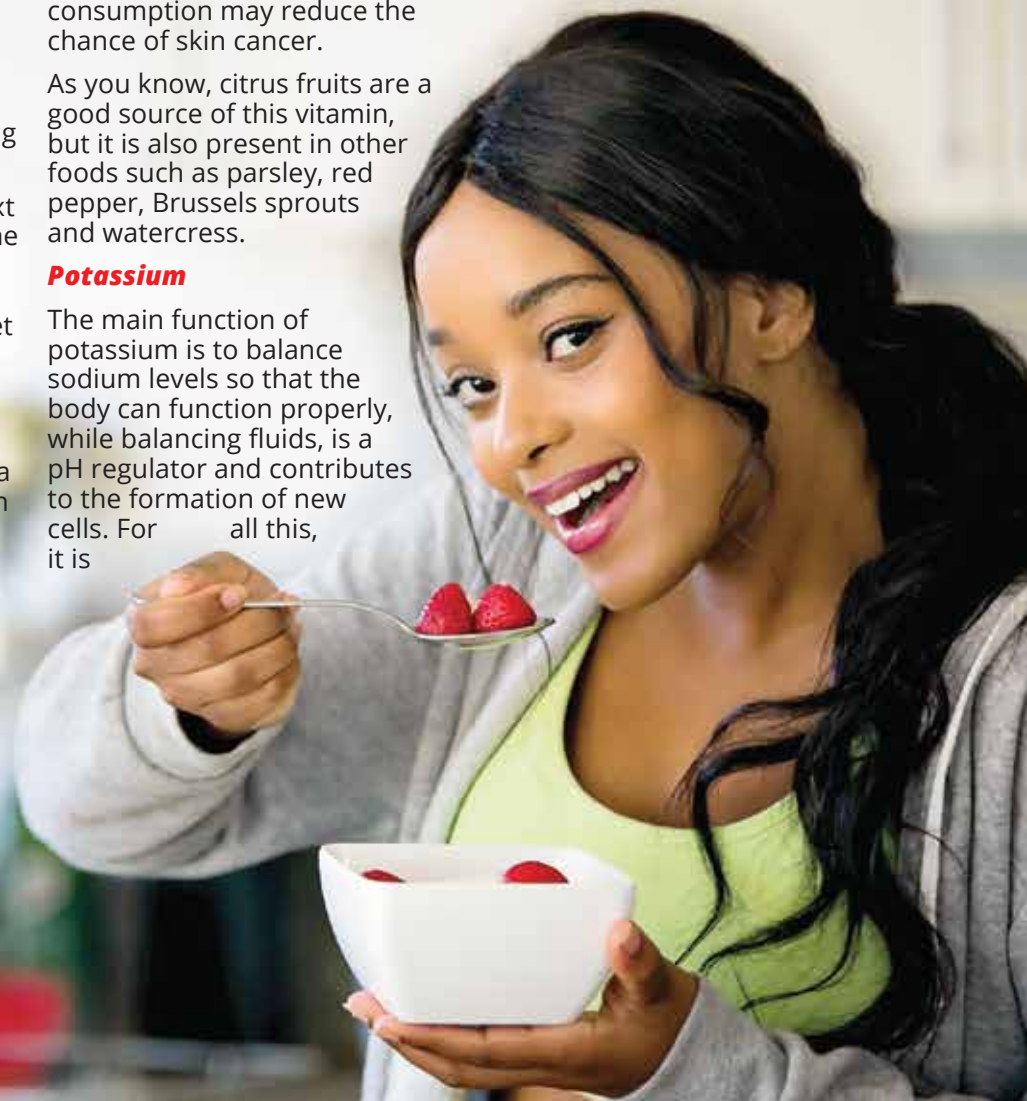 consumption may reduce the
chance of skin cancer.
As you know, citrus fruits are a
good source of this vitamin,
but it is also present in other
foods such as parsley, red
pepper, Brussels sprouts
and watercress.
Potassium
The main function of
potassium is to balance
sodium levels so that the
body can function properly,
while balancing fluids, is a
pH regulator and contributes
to the formation of new
cells. For all this,
it is